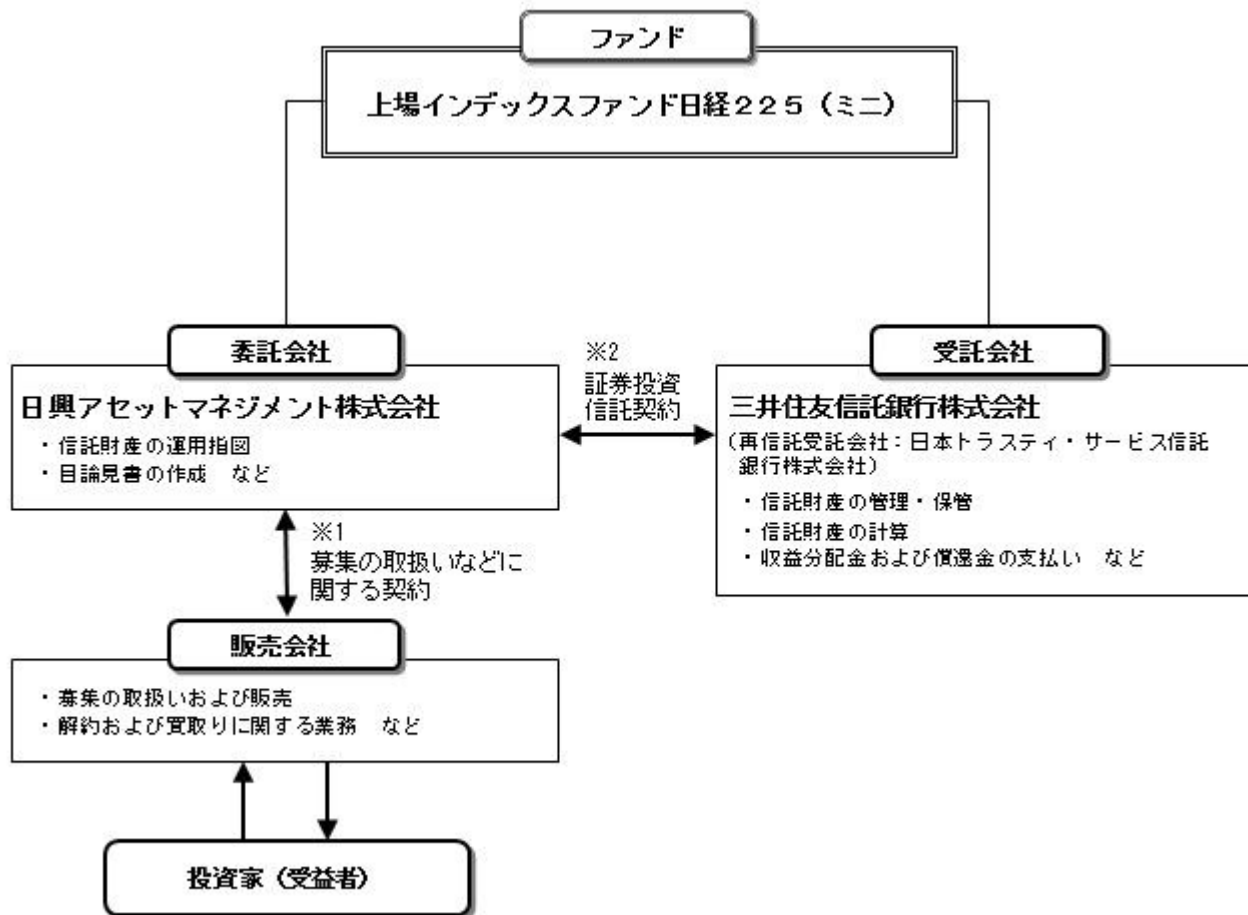 ファンド
上場インデックスファンド日経２２５（ミニ）
委託会社
日興アセットマネジメント株式会社
・信託財産の運用指図
・目論見書の作成　など
※2
証券投資
信託契約
受託会社
三井住友信託銀行株式会社
（再信託受託会社：日本トラスティ・サービス信託
銀行株式会社）
・信託財産の管理・保管
・信託財産の計算
・収益分配金および償還金の支払い　など
※1
募集の取扱いなどに
関する契約
販売会社
・募集の取扱いおよび販売
・解約および買取りに関する業務　など
投資家（受益者）